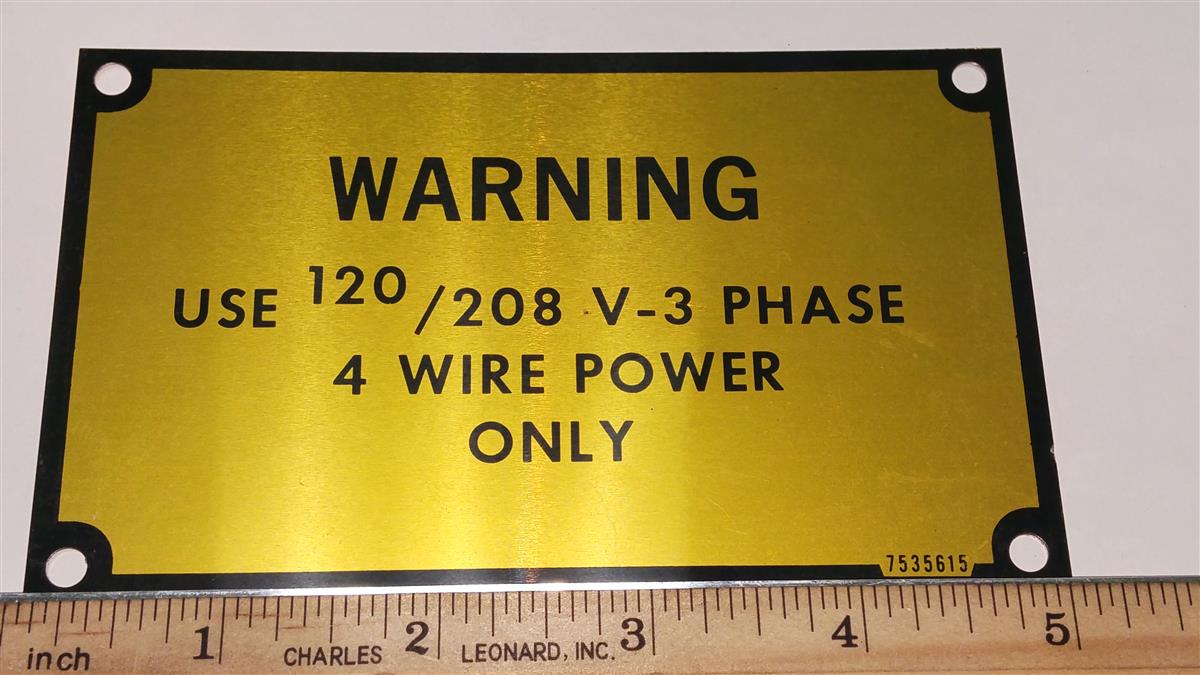 WARNING
USE 120/208 V-3 PHASE
4 WIRE POWER
ONLY
7535615
1 2 3 4 5
inch CHARLES LEONARD, INC.